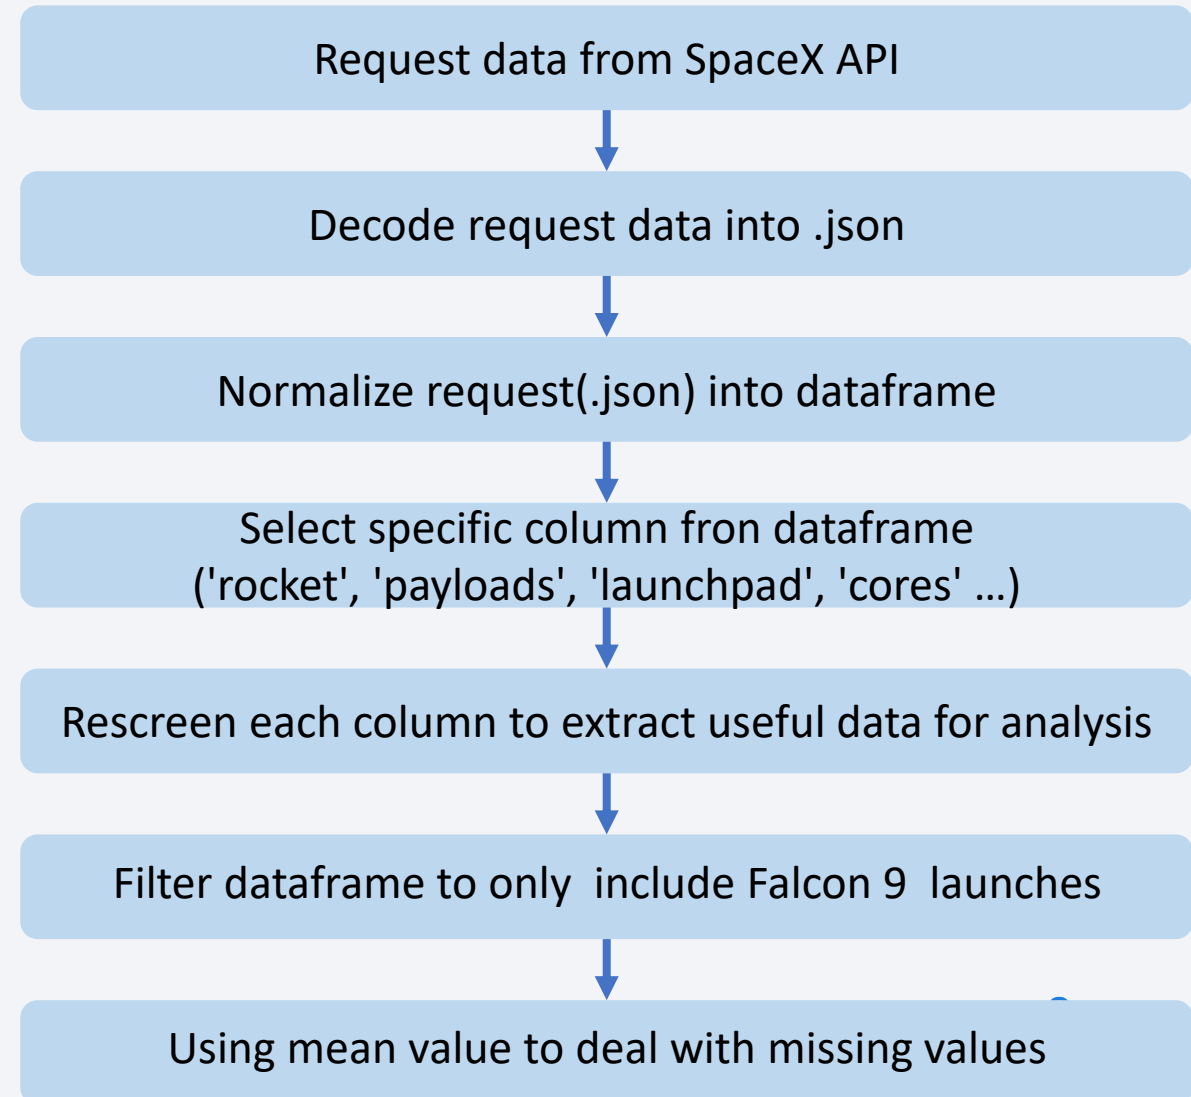 Request data from SpaceX API
Decode request data into .json
Normalize request(.json) into dataframe
Select specific column fron dataframe
('rocket', 'payloads', 'launchpad', 'cores' …)
Rescreen each column to extract useful data for analysis
Filter dataframe to only  include Falcon 9  launches
Using mean value to deal with missing values